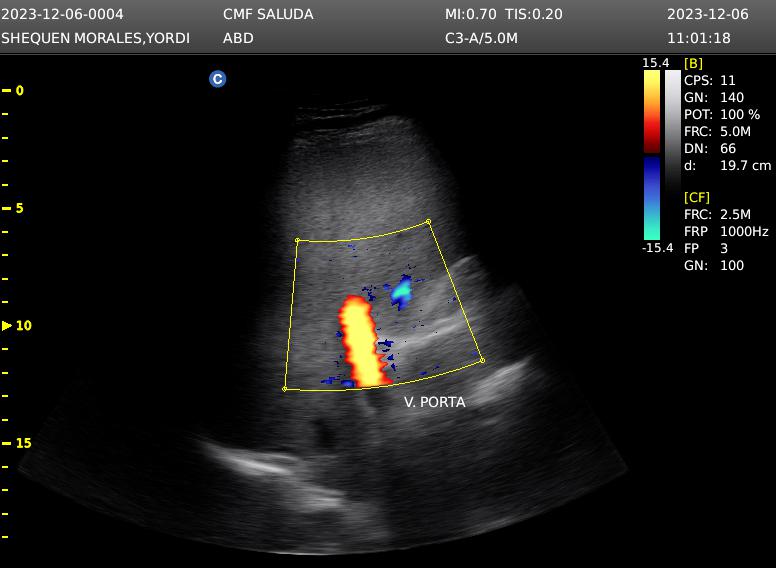 2023-12-06-0004 CMF SALUDA MI:0.70 TIS:0.20 2023-12-06
SHEQUEN MORALES,YORDI ABD C3-A/5.0M 11:01:18
C
15.4
-15.4
[B]
CPS: 11
GN: 140
POT: 100 %
FRC: 5.0M
DN: 66
d: 19.7 cm
[CF]
FRC: 2.5M
FRP 1000Hz
FP 3
GN: 100
0
5
10
15
V. PORTA